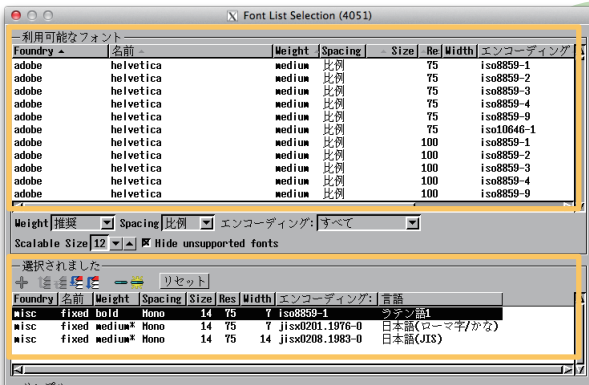 Font List Selection (4051)
利用可能なフォント
Foundry 名前 Weight Spacing Size Re Width エンコーディング
adobe helvetica medium 比例 75 iso8859-1
adobe helvetica medium 比例 75 iso8859-2
adobe helvetica medium 比例 75 iso8859-3
adobe helvetica medium 比例 75 iso8859-4
adobe helvetica medium 比例 75 iso8859-9
adobe helvetica medium 比例 75 iso10646-1
adobe helvetica medium 比例 100 iso8859-1
adobe helvetica medium 比例 100 iso8859-2
adobe helvetica medium 比例 100 iso8859-3
adobe helvetica medium 比例 100 iso8859-4
adobe helvetica medium 比例 100 iso8859-9
Weight 推奨 Spacing 比例 エンコーディング: すべて
Scalable Size 12 Hide unsupported fonts
選択されました
リセット
Foundry 名前 Weight Spacing Size Res Width エンコーディング: 言語
misc fixed bold Mono 14 75 7 iso8859-1 ラテン語1
misc fixed medium* Mono 14 75 7 jisx0201.1976-0 日本語(ローマ字/かな)
misc fixed medium* Mono 14 75 14 jisx0208.1983-0 日本語(JIS)